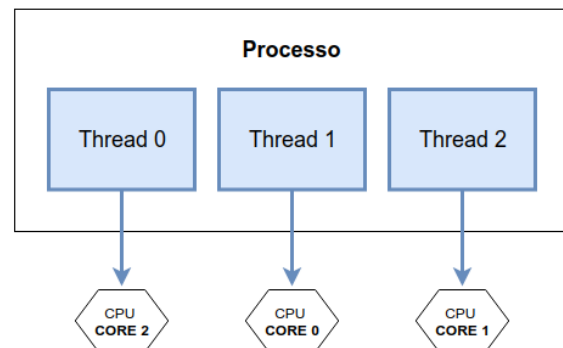 Processo
Thread 0
Thread 1
Thread 2
CPU
CORE 2
CPU
CORE 0
CPU
CORE 1